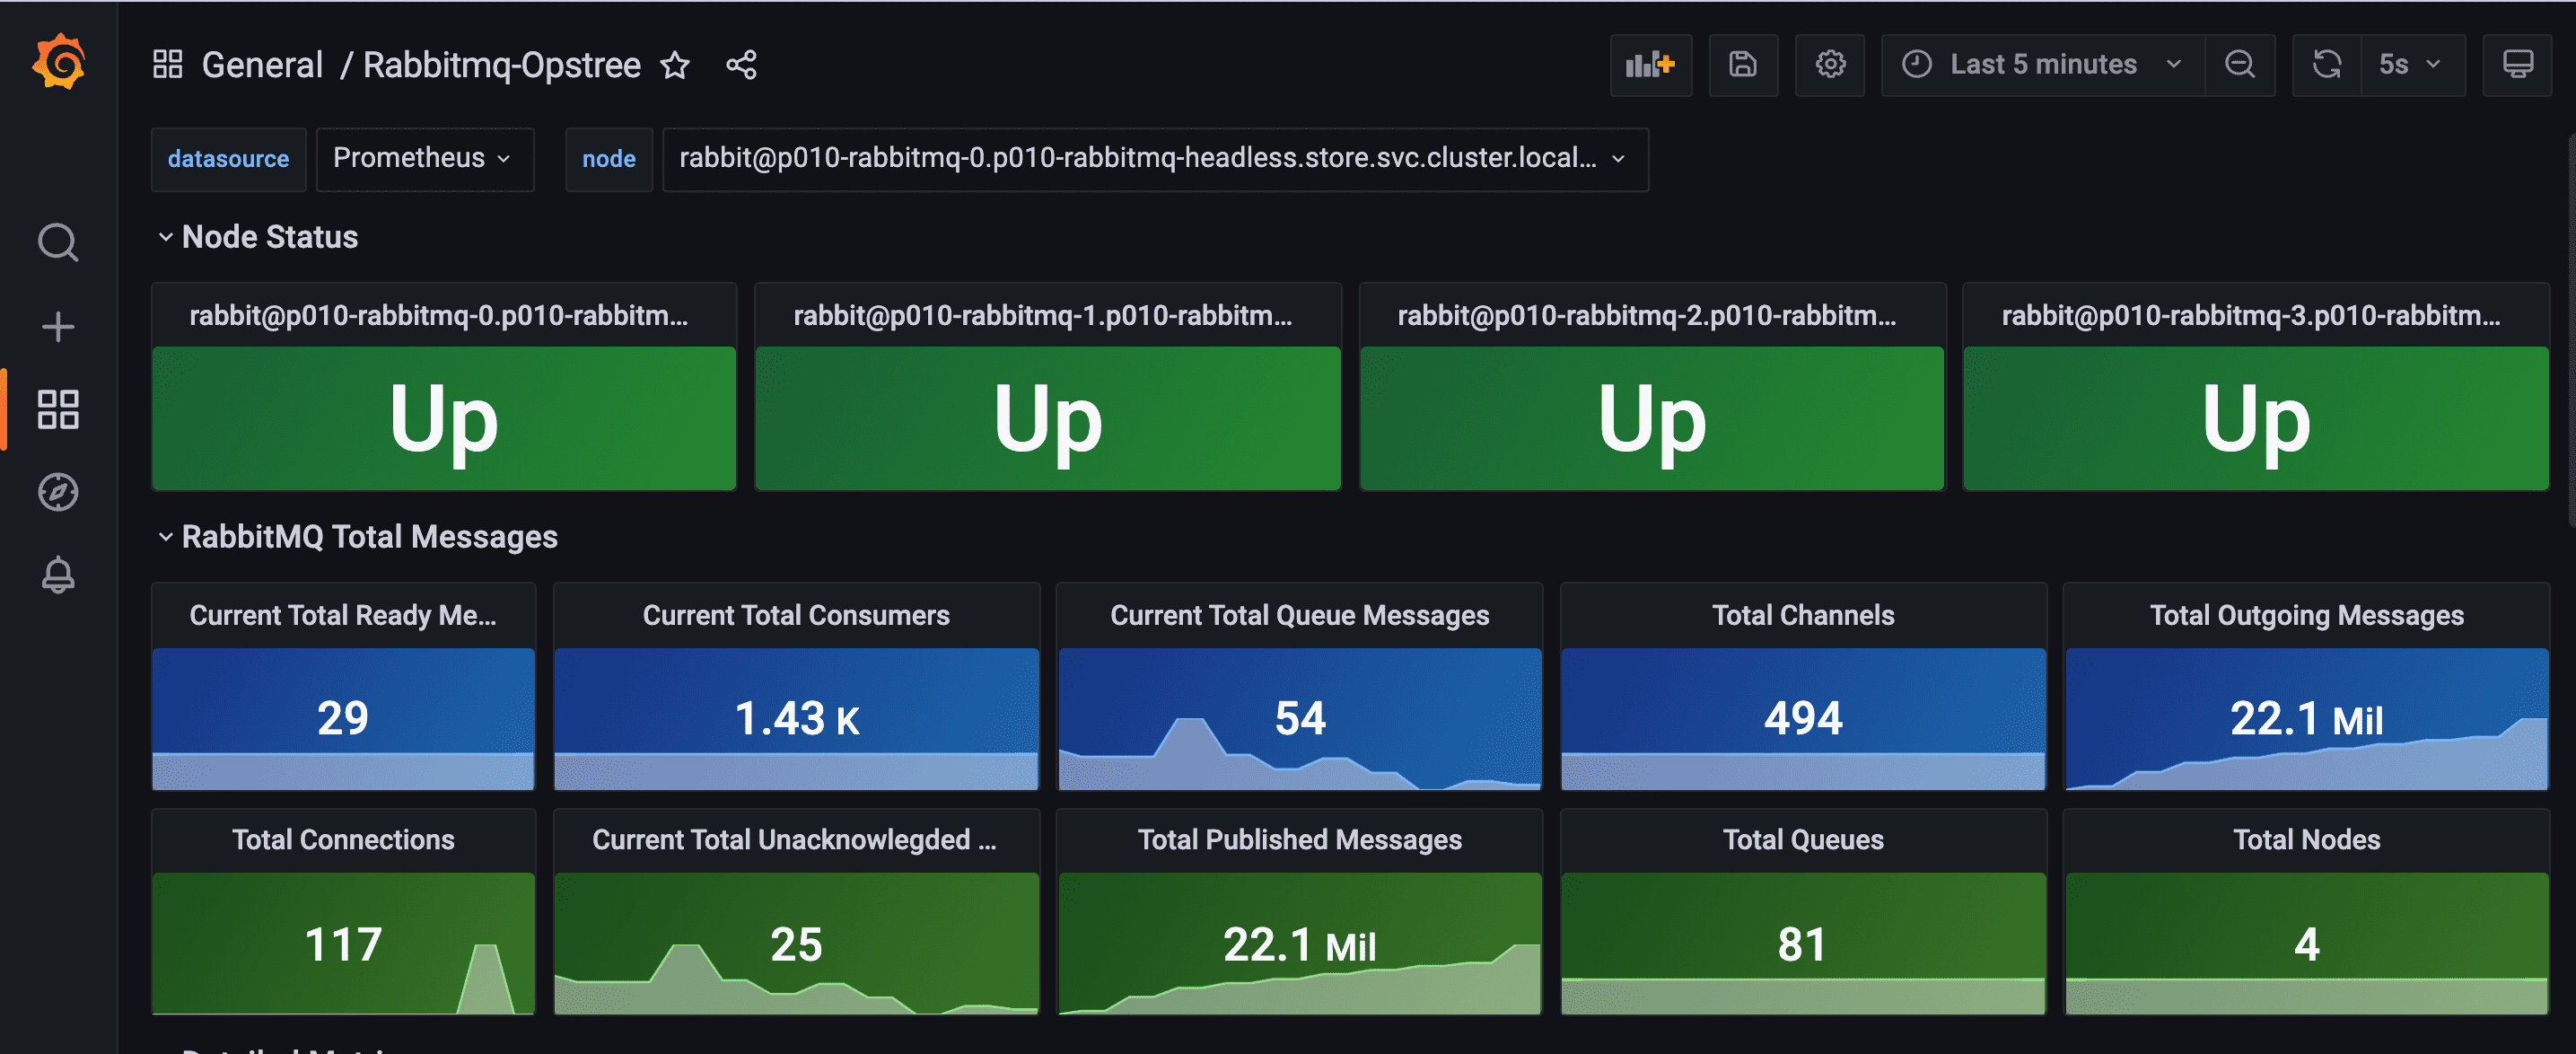 General / Rabbitmq-Opstree
Last 5 minutes
5s
datasource
Prometheus
node
rabbit@p010-rabbitmq-0.p010-rabbitmq-headless.store.svc.cluster.local...
Node Status
rabbit@p010-rabbitmq-0.p010-rabbitm...
rabbit@p010-rabbitmq-1.p010-rabbitm...
rabbit@p010-rabbitmq-2.p010-rabbitm...
rabbit@p010-rabbitmq-3.p010-rabbitm...
Up
Up
Up
Up
RabbitMQ Total Messages
Current Total Ready Me...
Current Total Consumers
Current Total Queue Messages
Total Channels
Total Outgoing Messages
29
1.43 K
54
494
22.1 Mil
Total Connections
Current Total Unacknowlegded ...
Total Published Messages
Total Queues
Total Nodes
117
25
22.1 Mil
81
4